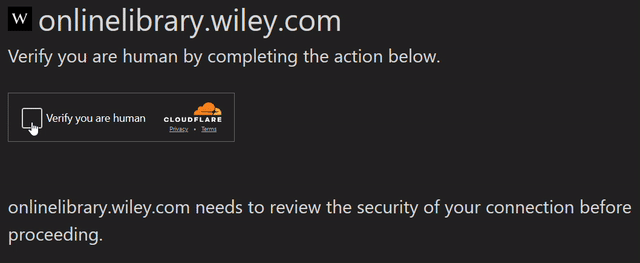 W onlinelibrary.wiley.com
Verify you are human by completing the action below.
Verify you are human
CLOUDFLARE
Privacy • Terms
onlinelibrary.wiley.com needs to review the security of your connection before
proceeding.